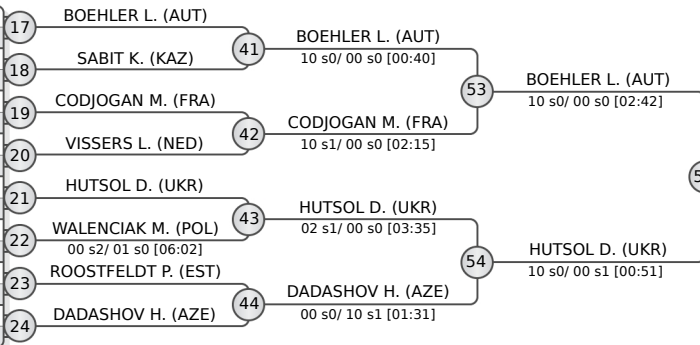 17
BOEHLER L. (AUT)
18
SABIT K. (KAZ)
41
BOEHLER L. (AUT)
10 s0/ 00 s0 [00:40]
19
CODJOGAN M. (FRA)
20
VISSERS L. (NED)
42
CODJOGAN M. (FRA)
10 s1/ 00 s0 [02:15]
53
BOEHLER L. (AUT)
10 s0/ 00 s0 [02:42]
21
HUTSOL D. (UKR)
22
WALENCIAK M. (POL)
00 s2/ 01 s0 [06:02]
43
HUTSOL D. (UKR)
02 s1/ 00 s0 [03:35]
23
ROOSTFELDT P. (EST)
24
DADASHOV H. (AZE)
44
DADASHOV H. (AZE)
00 s0/ 10 s1 [01:31]
54
HUTSOL D. (UKR)
10 s0/ 00 s1 [00:51]